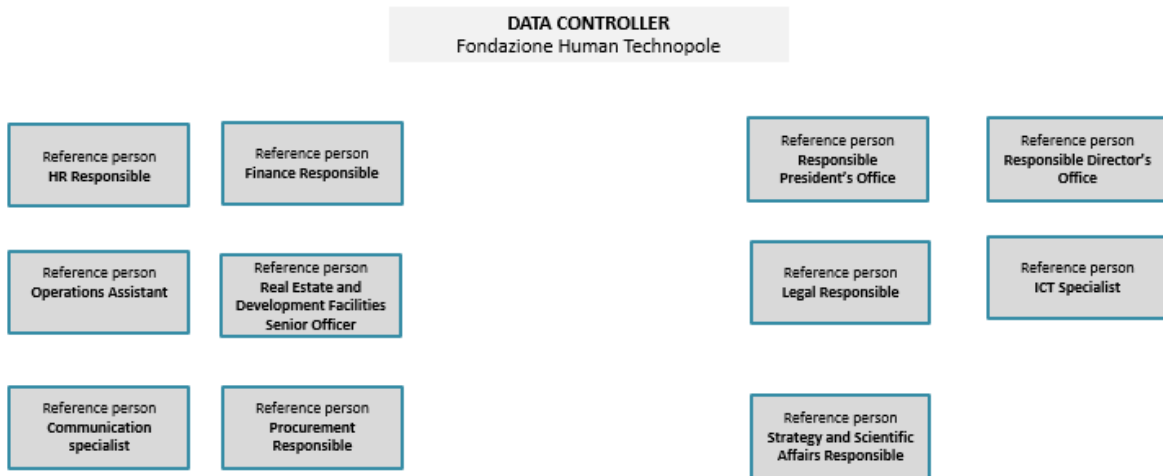 DATA CONTROLLER
Fondazione Human Technopole
Reference person
HR Responsible
Reference person
Finance Responsible
Reference person
Responsible
President's Office
Reference person
Responsible Director's
Office
Reference person
Operations Assistant
Reference person
Real Estate and
Development Facilities
Senior Officer
Reference person
Legal Responsible
Reference person
ICT Specialist
Reference person
Communication
specialist
Reference person
Procurement
Responsible
Reference person
Strategy and Scientific
Affairs Responsible